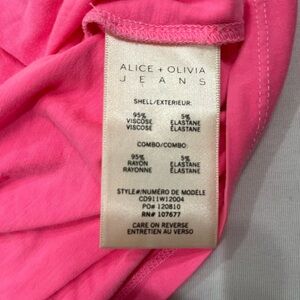 ALICE + OLIVIA
JEANS
SHELL/EXTERIEUR:
95% 5%
VISCOSE ELASTANE
VISCOSE ÉLASTANE
COMBO/COMBO:
95% 5%
RAYON ELASTANE
RAYONNE ÉLASTANE
STYLE#/NUMÉRO DE MODÈLE
CD911W12004
PO# 120810
RN# 107677
CARE ON REVERSE
ENTRETIEN AU VERSO